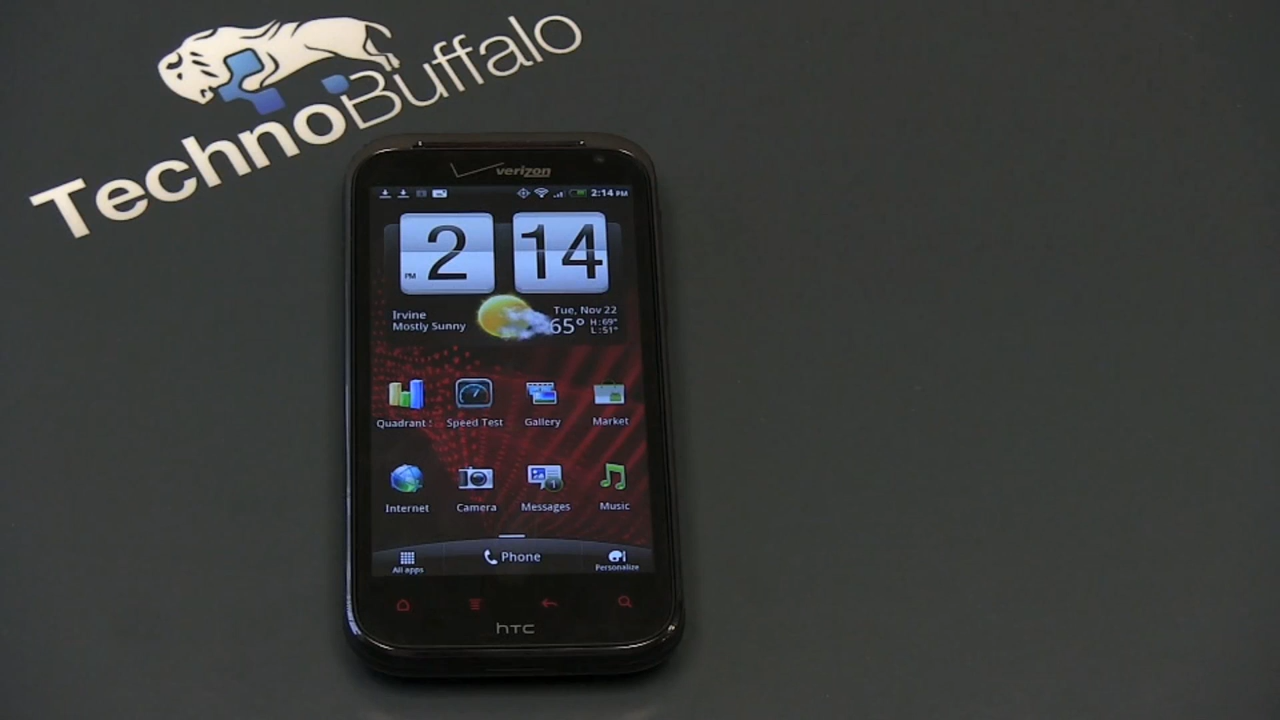 TechnoBuffalo
verizon
2:14 PM
PM 2 14
Irvine
Mostly Sunny
Tue, Nov 22
65° H:69°
L:51°
Quadrant Speed Test Gallery Market
Internet Camera Messages Music
1
All apps Phone Personalize
hTC